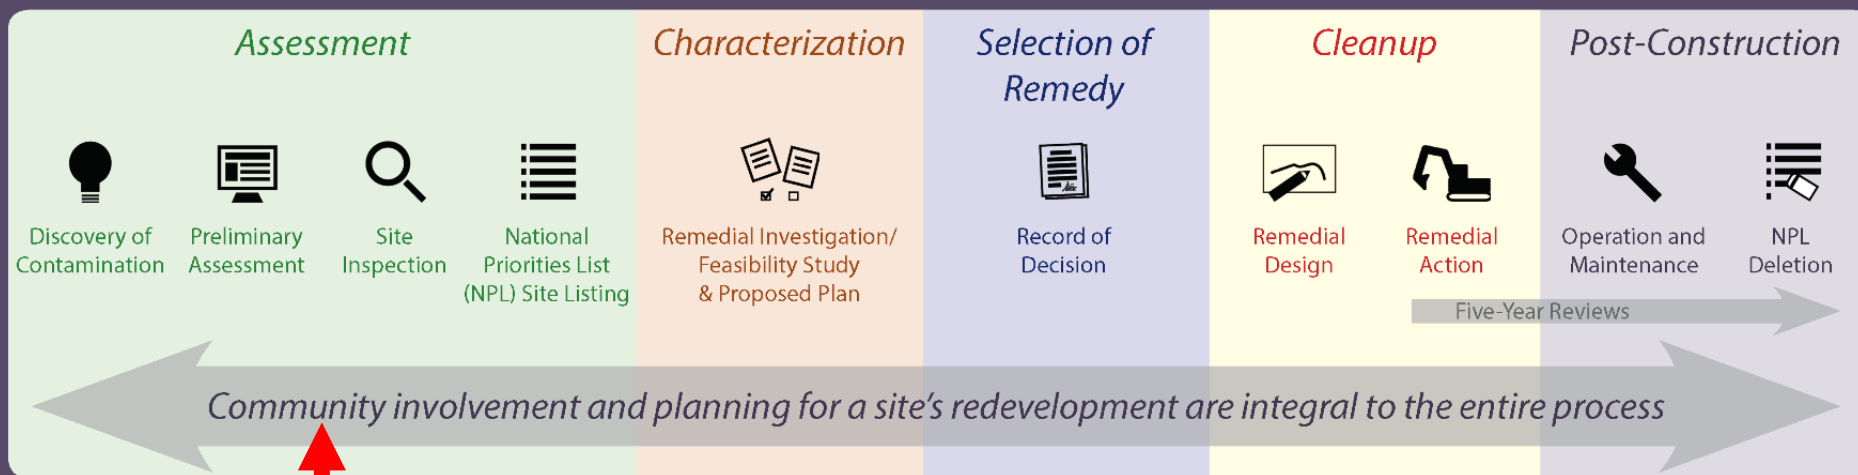 Assessment
Discovery of
Contamination
Preliminary
Assessment
Site
Inspection
National
Priorities List
(NPL) Site Listing
Characterization
Remedial Investigation/
Feasibility Study
& Proposed Plan
Selection of
Remedy
Record of
Decision
Cleanup
Remedial
Design
Remedial
Action
Post-Construction
Operation and
Maintenance
NPL
Deletion
Five-Year Reviews
Community involvement and planning for a site's redevelopment are integral to the entire process